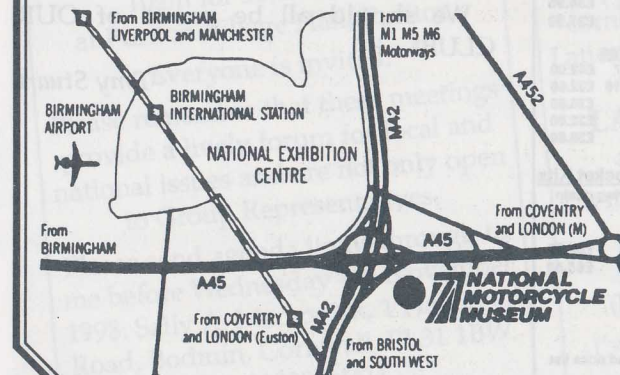 From BIRMINGHAM
LIVERPOOL and MANCHESTER
From
M1 M5 M6
Motorways
A452
BIRMINGHAM
AIRPORT
BIRMINGHAM
INTERNATIONAL STATION
M42
NATIONAL EXHIBITION
CENTRE
From COVENTRY
and LONDON (M)
From
BIRMINGHAM
A45
A45
NATIONAL
MOTORCYCLE
MUSEUM
From COVENTRY
and LONDON (Euston)
M42
From BRISTOL
and SOUTH WEST